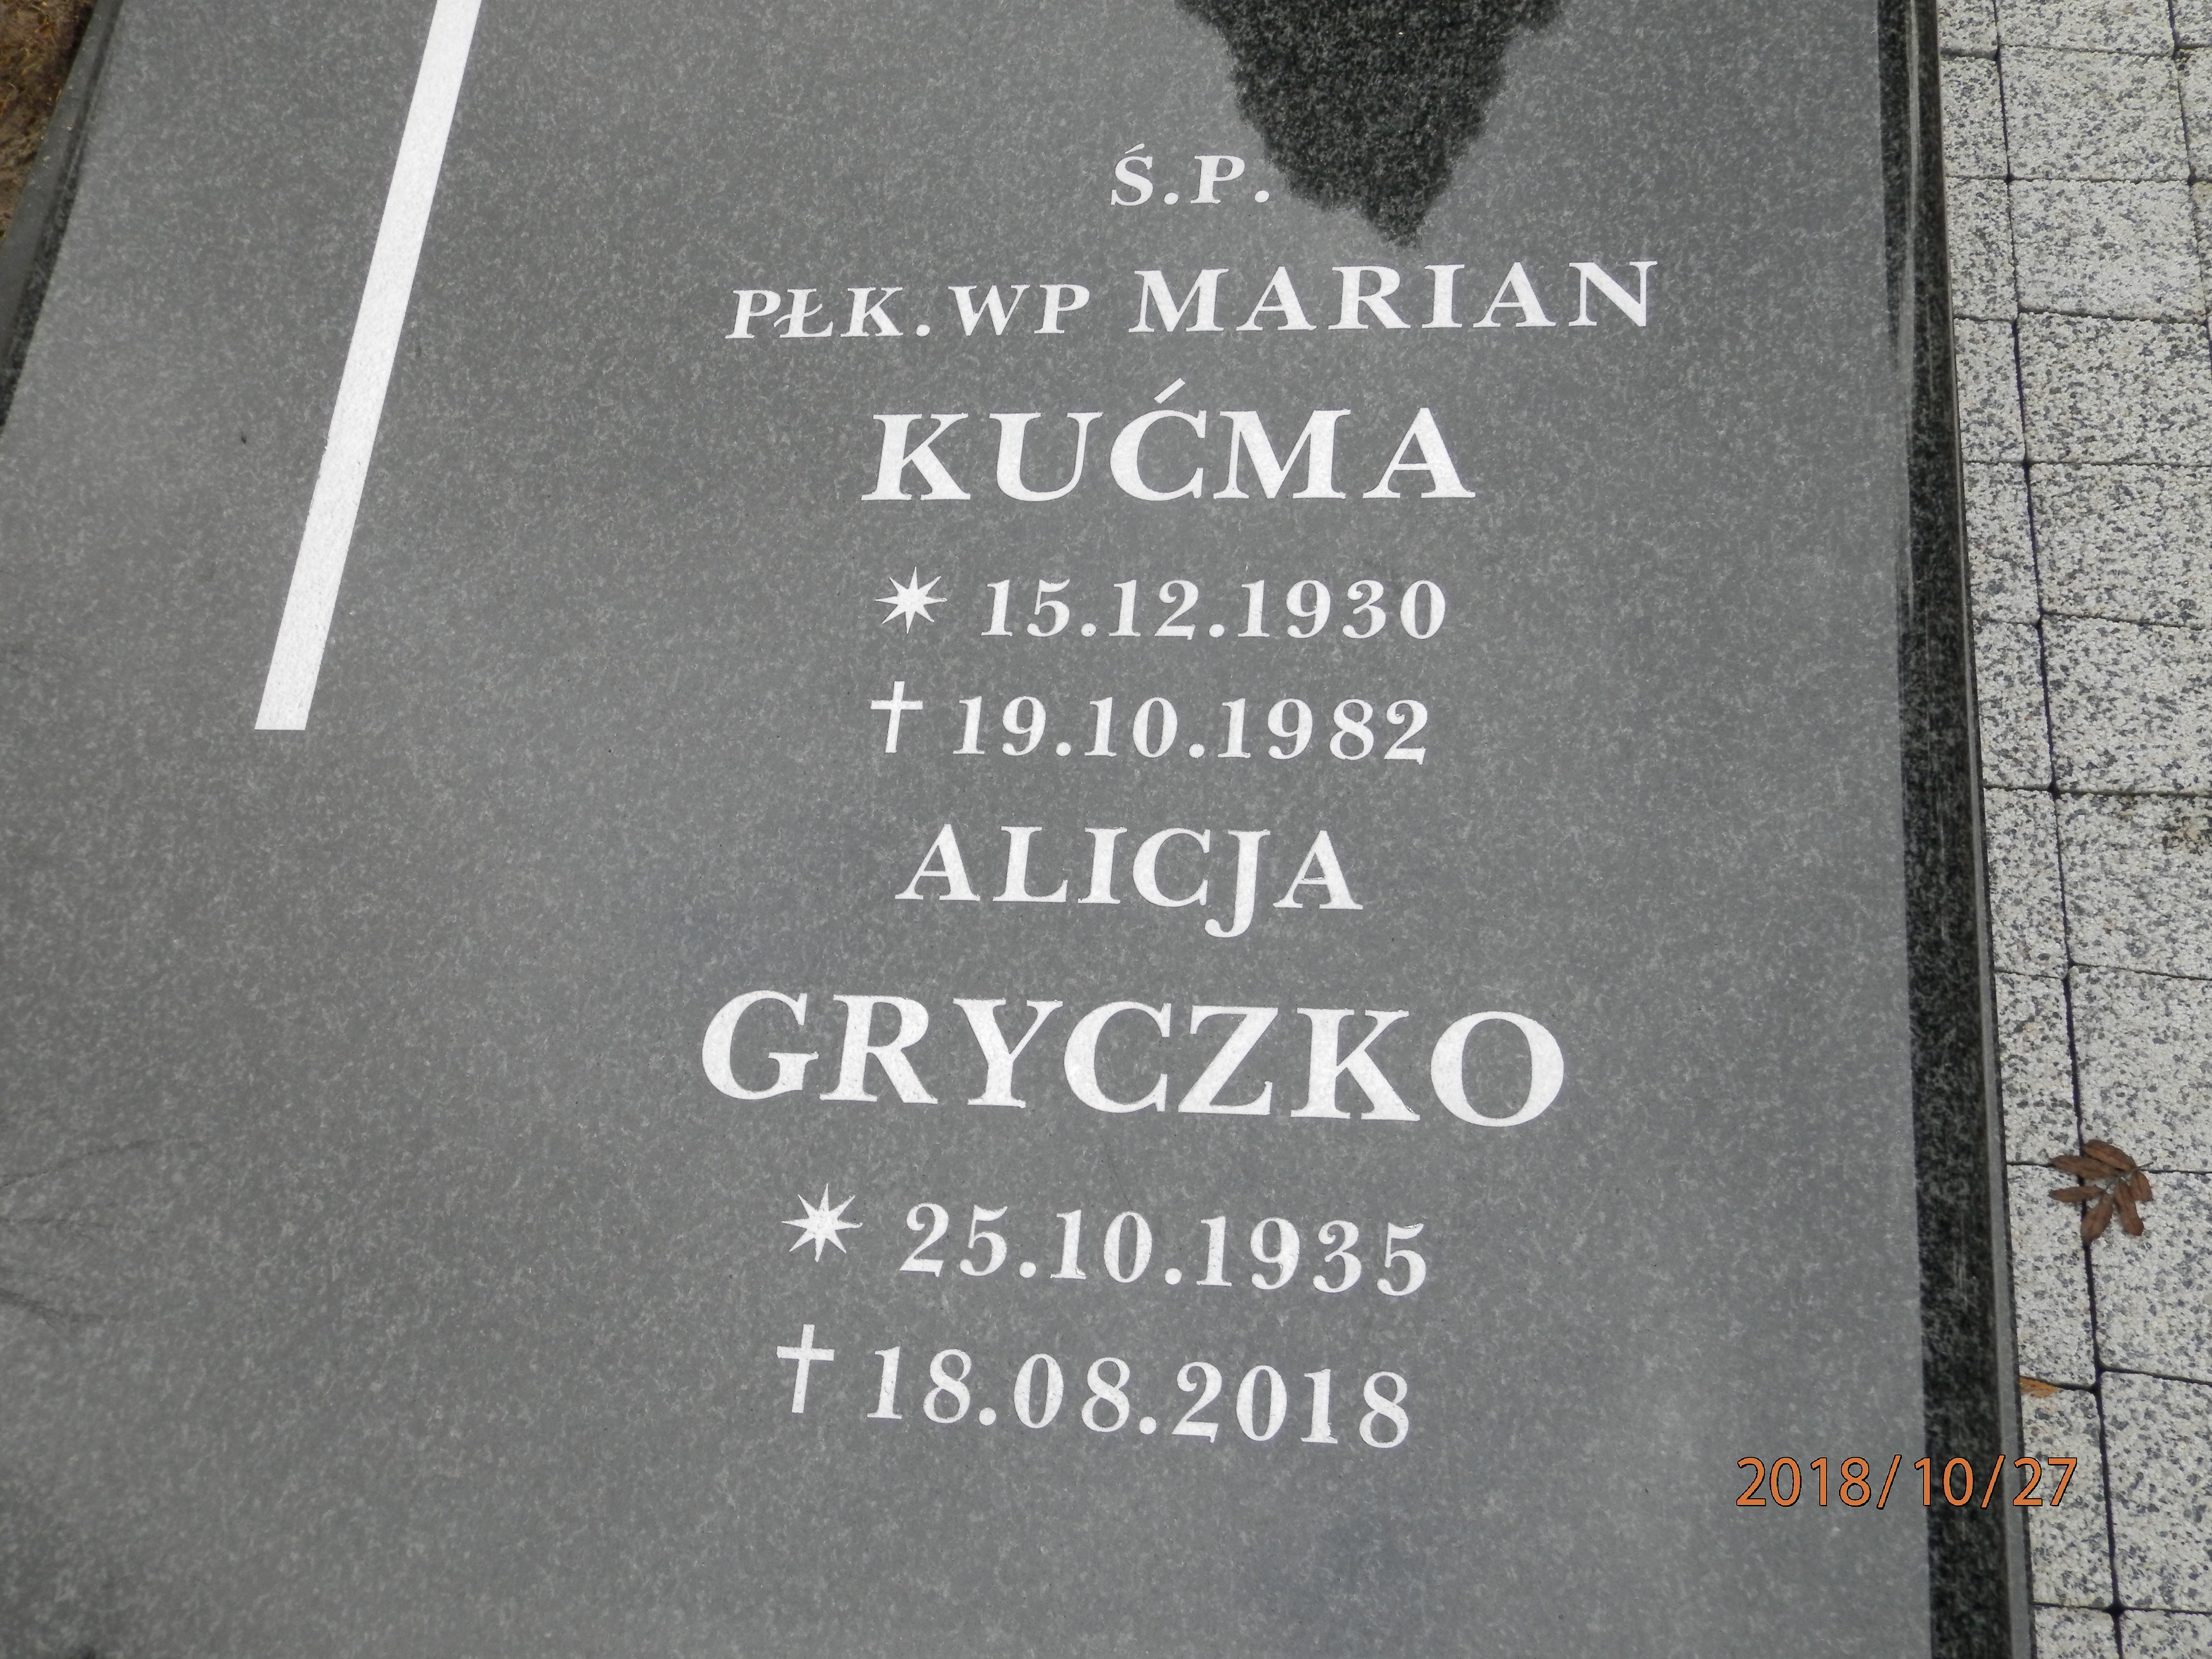 Ś.P.
PŁK.WP MARIAN
KUĆMA
15.12.1930
19.10.1982
ALICJA
GRYCZKO
25.10.1935
18.08.2018
2018/10/27